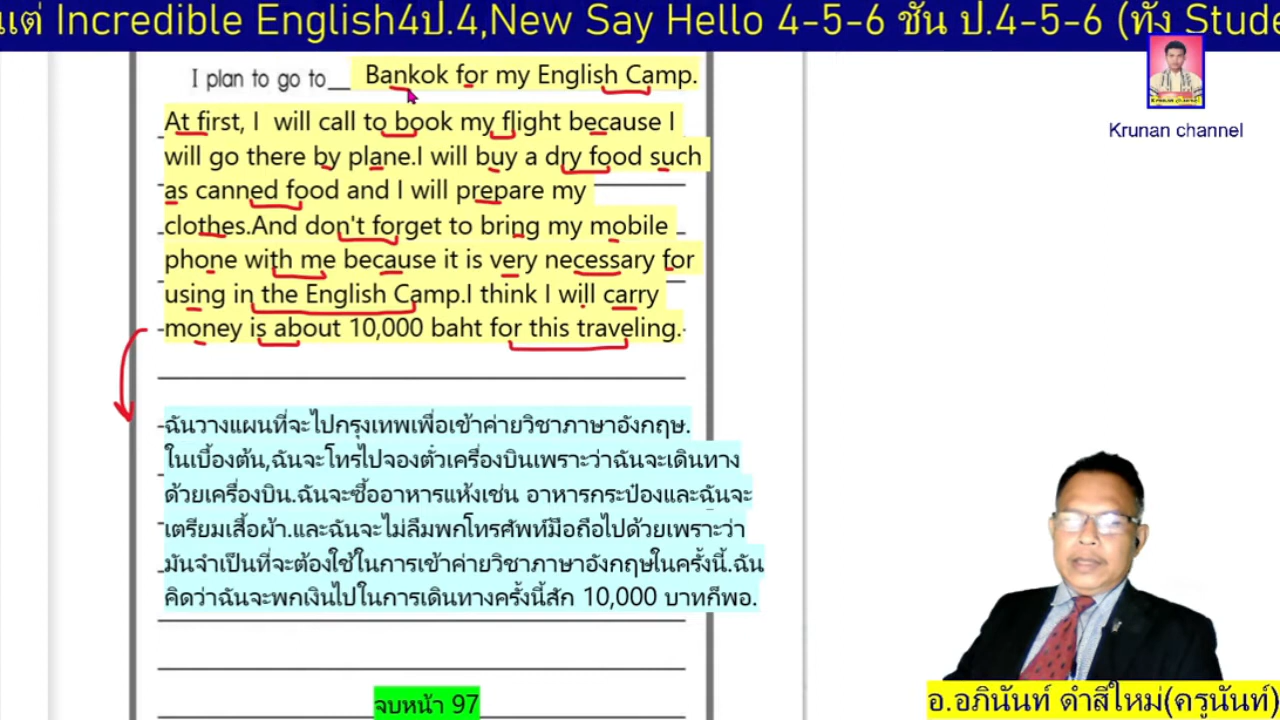 แต่ Incredible English4ป.4,New Say Hello 4-5-6 ชั้น ป.4-5-6 (ทั้ง Stude
Krunan channel
I plan to go to__ Bankok for my English Camp.
At first, I will call to book my flight because I
will go there by plane.I will buy a dry food such
as canned food and I will prepare my
clothes.And don't forget to bring my mobile
phone with me because it is very necessary for
using in the English Camp.I think I will carry
money is about 10,000 baht for this traveling.
ฉันวางแผนที่จะไปกรุงเทพเพื่อเข้าค่ายวิชาภาษาอังกฤษ.
ในเบื้องต้น,ฉันจะโทรไปจองตั๋วเครื่องบินเพราะว่าฉันจะเดินทาง
ด้วยเครื่องบิน.ฉันจะซื้ออาหารแห้งเช่น อาหารกระป๋องและฉันจะ
เตรียมเสื้อผ้า.และฉันจะไม่ลืมพกโทรศัพท์มือถือไปด้วยเพราะว่า
มันจำเป็นที่จะต้องใช้ในการเข้าค่ายวิชาภาษาอังกฤษในครั้งนี้.ฉัน
คิดว่าฉันจะพกเงินไปในการเดินทางครั้งนี้สัก 10,000 บาทก็พอ.
จบหน้า 97
อ.อภินันท์ ดำสีใหม่(ครูนันท์)